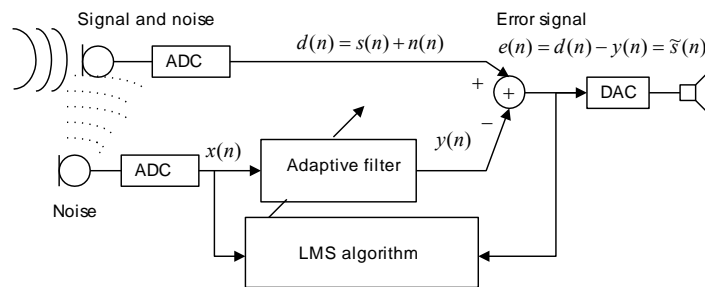 Signal and noise
Error signal
d(n) = s(n) + n(n)
e(n) = d(n) − y(n) = s̃(n)
ADC
+
+
DAC
−
ADC
x(n)
Adaptive filter
y(n)
Noise
LMS algorithm